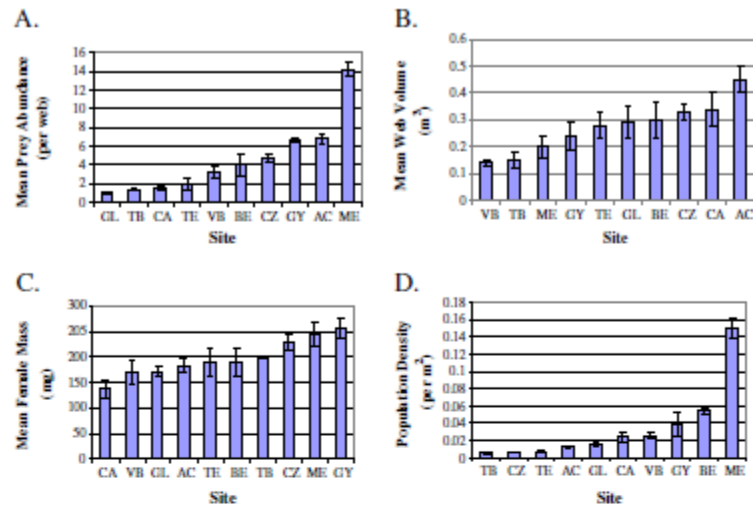 A.
Mean Prey Abundance
(per web)
16
14
12
10
8
6
4
2
0
GL TB CA TE VB BE CZ GY AC ME
Site
B.
Mean Web Volume
(m³)
0.6
0.5
0.4
0.3
0.2
0.1
0
VB TB ME GY TE GL BE CZ CA AC
Site
C.
Mean Female Mass
(mg)
300
205
200
150
100
50
0
CA VB GL AC TE BE TB CZ ME GY
Site
D.
Population Density
(per m²)
0.18
0.16
0.14
0.12
0.1
0.08
0.06
0.04
0.02
0
TB CZ TE AC GL CA VB GY BE ME
Site